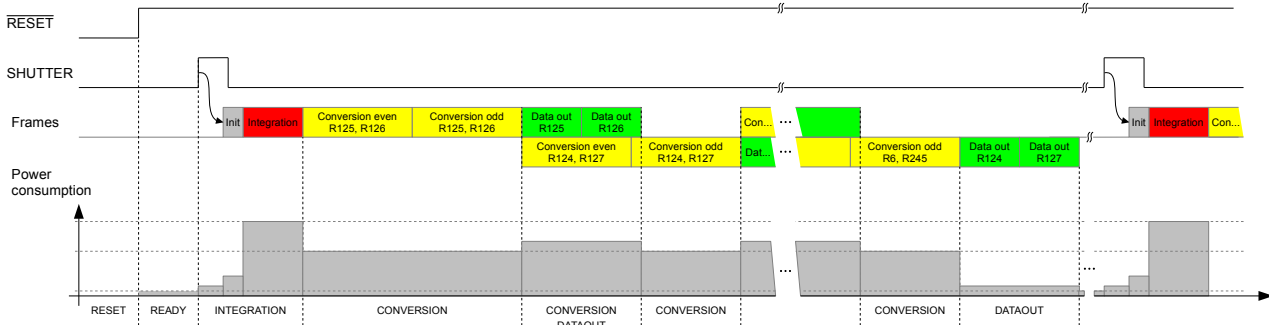 RESET
SHUTTER
Frames
Init
Integration
Conversion even
R125, R126
Conversion odd
R125, R126
Data out
R125
Data out
R126
Con...
...
Init
Integration
Con...
Conversion even
R124, R127
Conversion odd
R124, R127
Dat...
...
Conversion odd
R6, R245
Data out
R124
Data out
R127
Power
consumption
...
...
RESET
READY
INTEGRATION
CONVERSION
CONVERSION
DATAOUT
CONVERSION
CONVERSION
DATAOUT